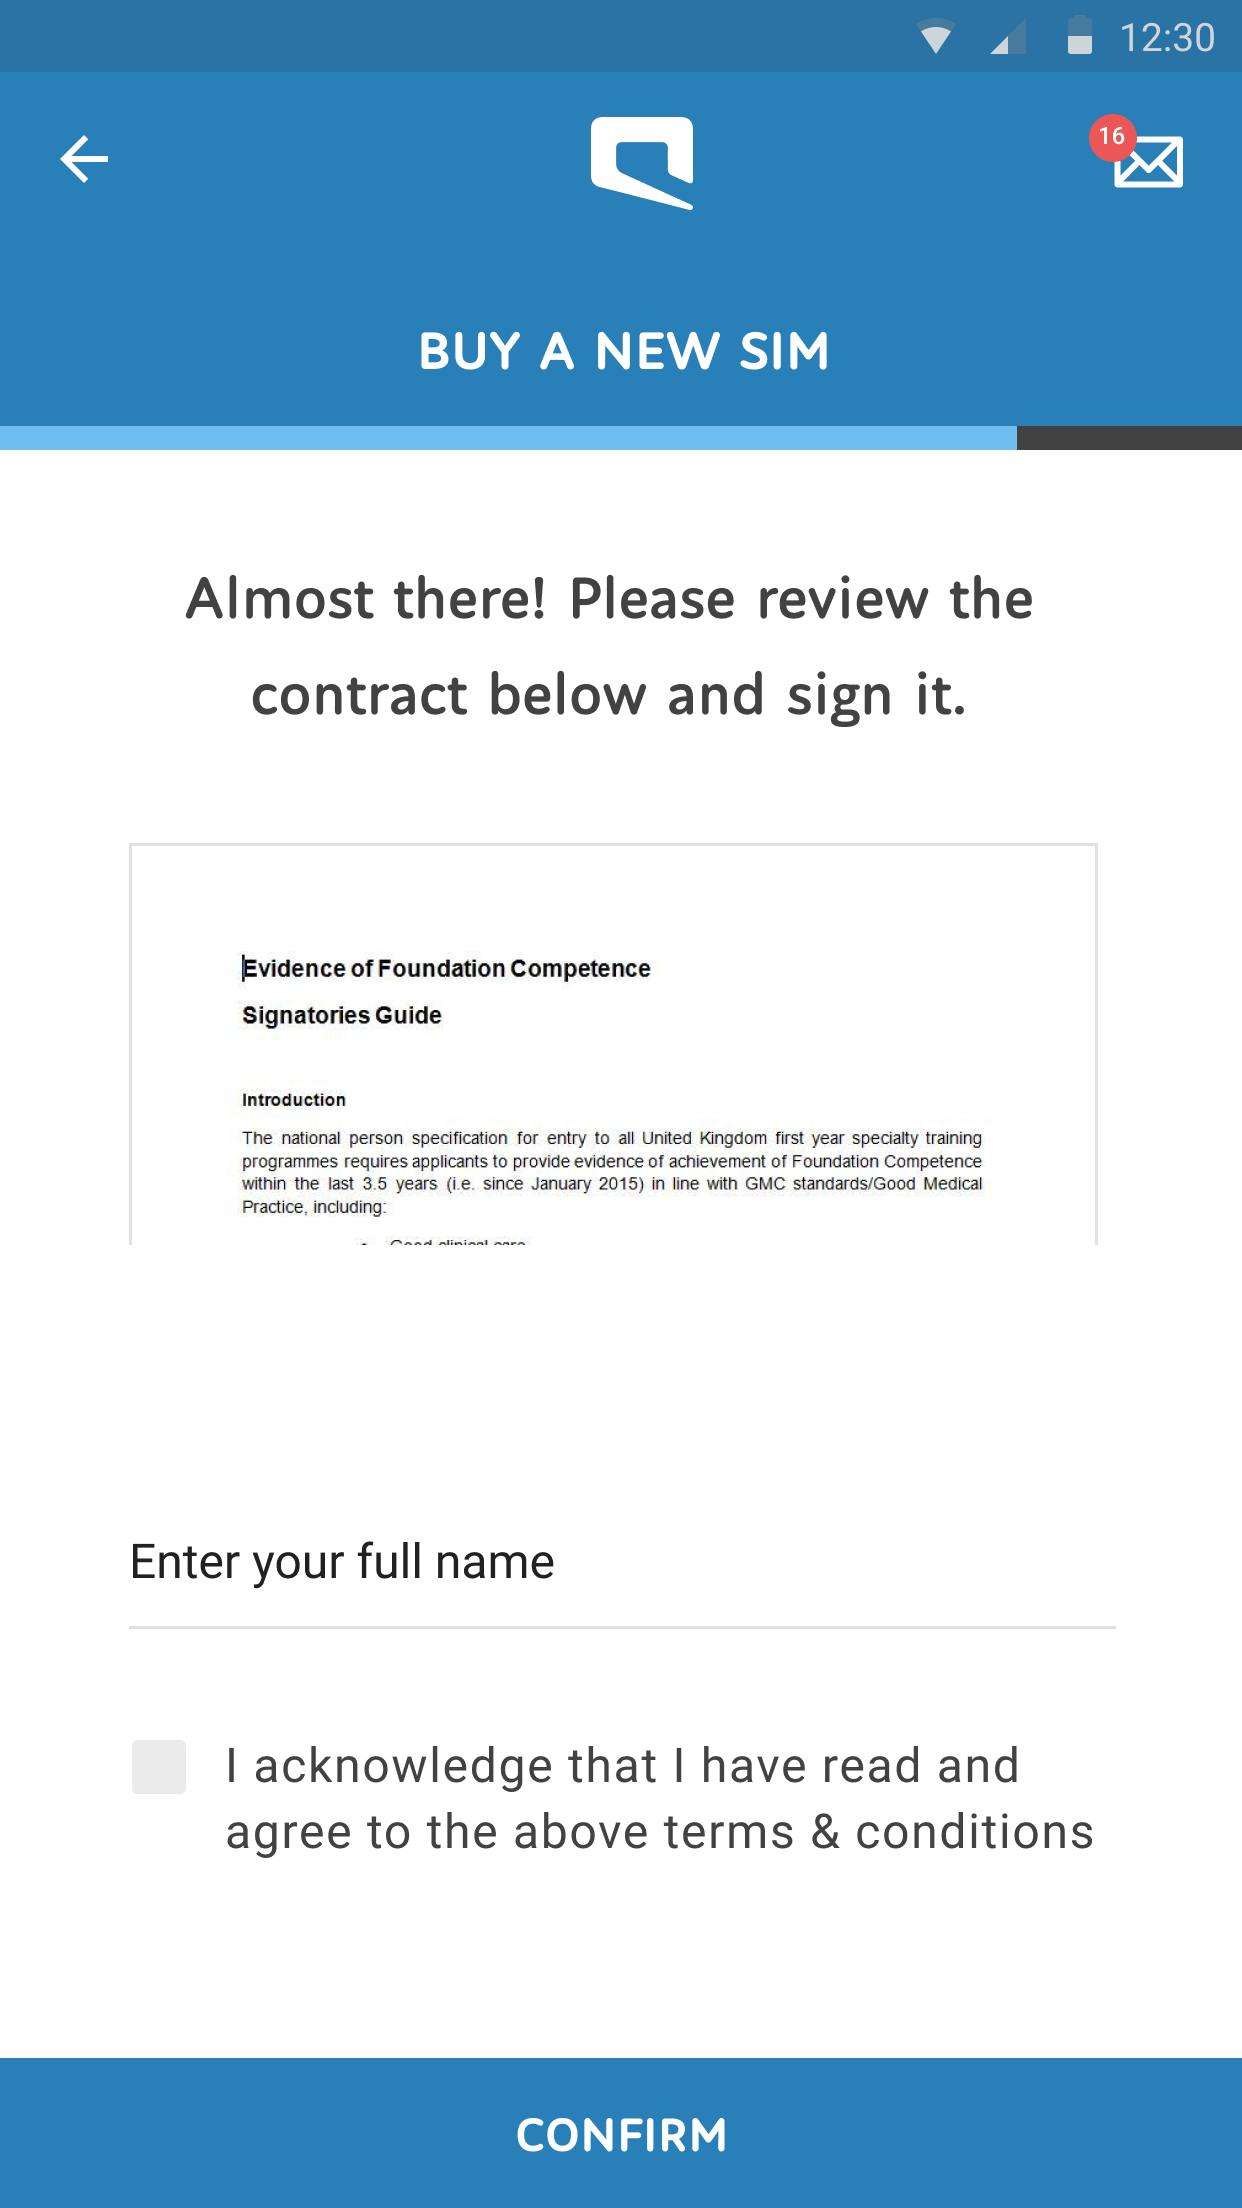 12:30
16
BUY A NEW SIM
Almost there! Please review the
contract below and sign it.
Evidence of Foundation Competence
Signatories Guide
Introduction
The national person specification for entry to all United Kingdom first year specialty training
programmes requires applicants to provide evidence of achievement of Foundation Competence
within the last 3.5 years (i.e. since January 2015) in line with GMC standards/Good Medical
Practice, including:
• Good clinical care
Enter your full name
I acknowledge that I have read and
agree to the above terms & conditions
CONFIRM